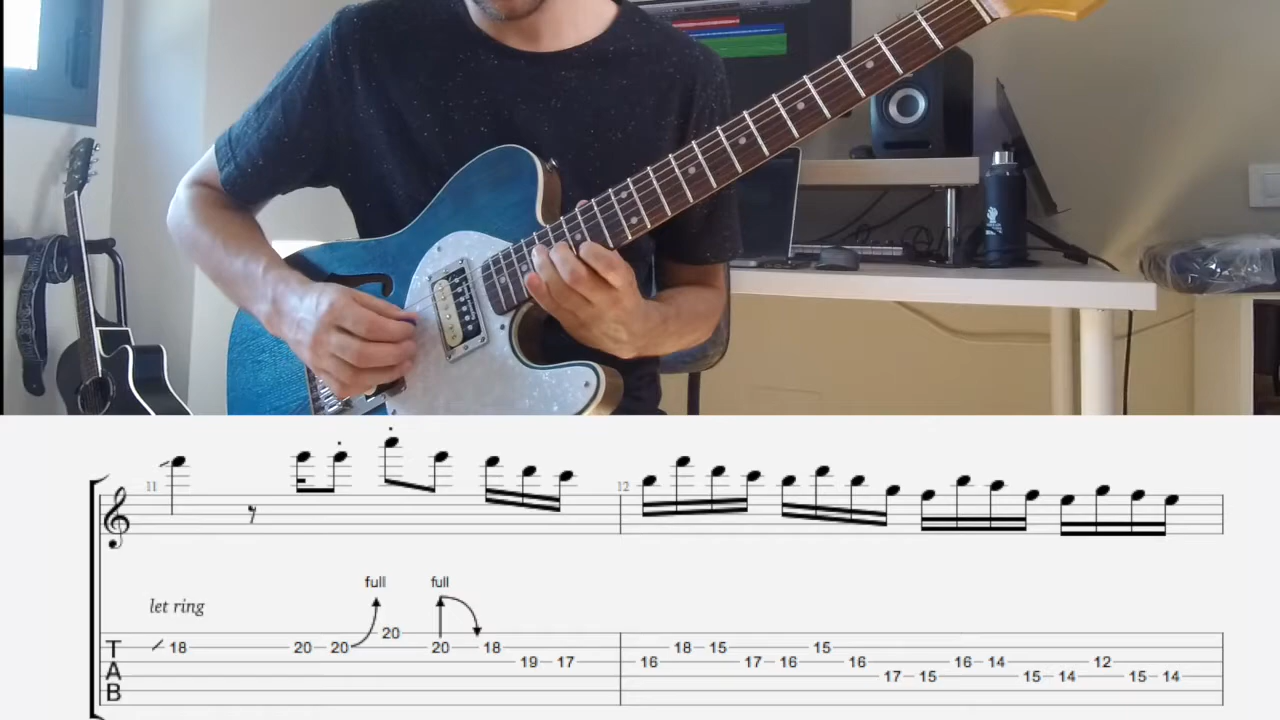 11
12
full full
let ring
20
T 18 20 20 20 18 18 15 15
A 19 17 16 17 16 16 16 14 12
B 17 15 15 14 15 14